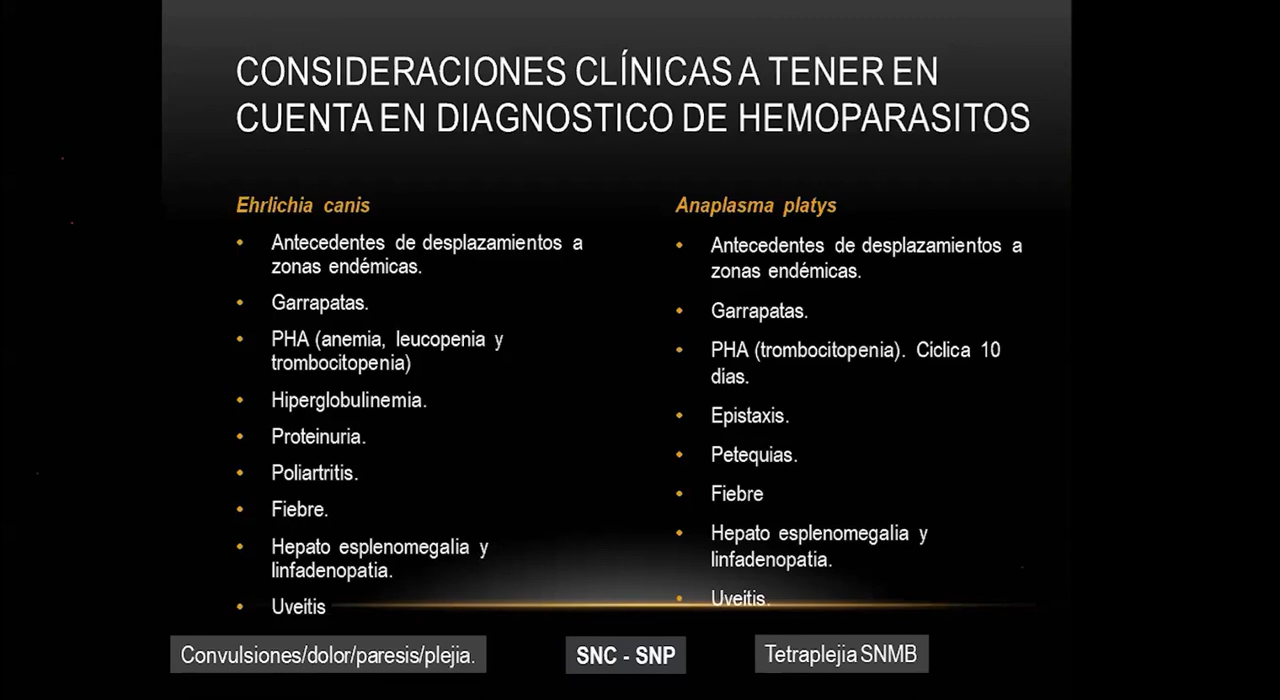 CONSIDERACIONES CLÍNICAS A TENER EN
CUENTA EN DIAGNOSTICO DE HEMOPARASITOS
Ehrlichia canis
• Antecedentes de desplazamientos a
zonas endémicas.
• Garrapatas.
• PHA (anemia, leucopenia y
trombocitopenia)
• Hiperglobulinemia.
• Proteinuria.
• Poliartritis.
• Fiebre.
• Hepato esplenomegalia y
linfadenopatia.
• Uveítis
Anaplasma platys
• Antecedentes de desplazamientos a
zonas endémicas.
• Garrapatas.
• PHA (trombocitopenia). Ciclica 10
dias.
• Epistaxis.
• Petequias.
• Fiebre
• Hepato esplenomegalia y
linfadenopatia.
• Uveitis.
Convulsiones/dolor/paresis/plejia.
SNC - SNP
Tetraplejia SNMB